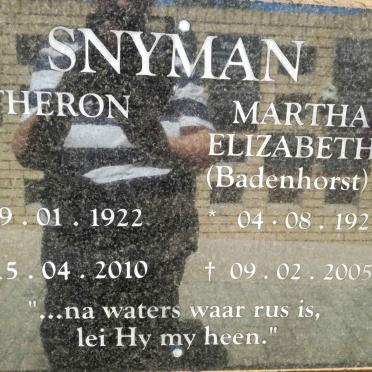 SNYMAN
THERON MARTHA
ELIZABETH
(Badenhorst)
9.01.1922 * 04.08.192
5.04.2010 † 09.02.2005
"...na waters waar rus is,
lei Hy my heen."